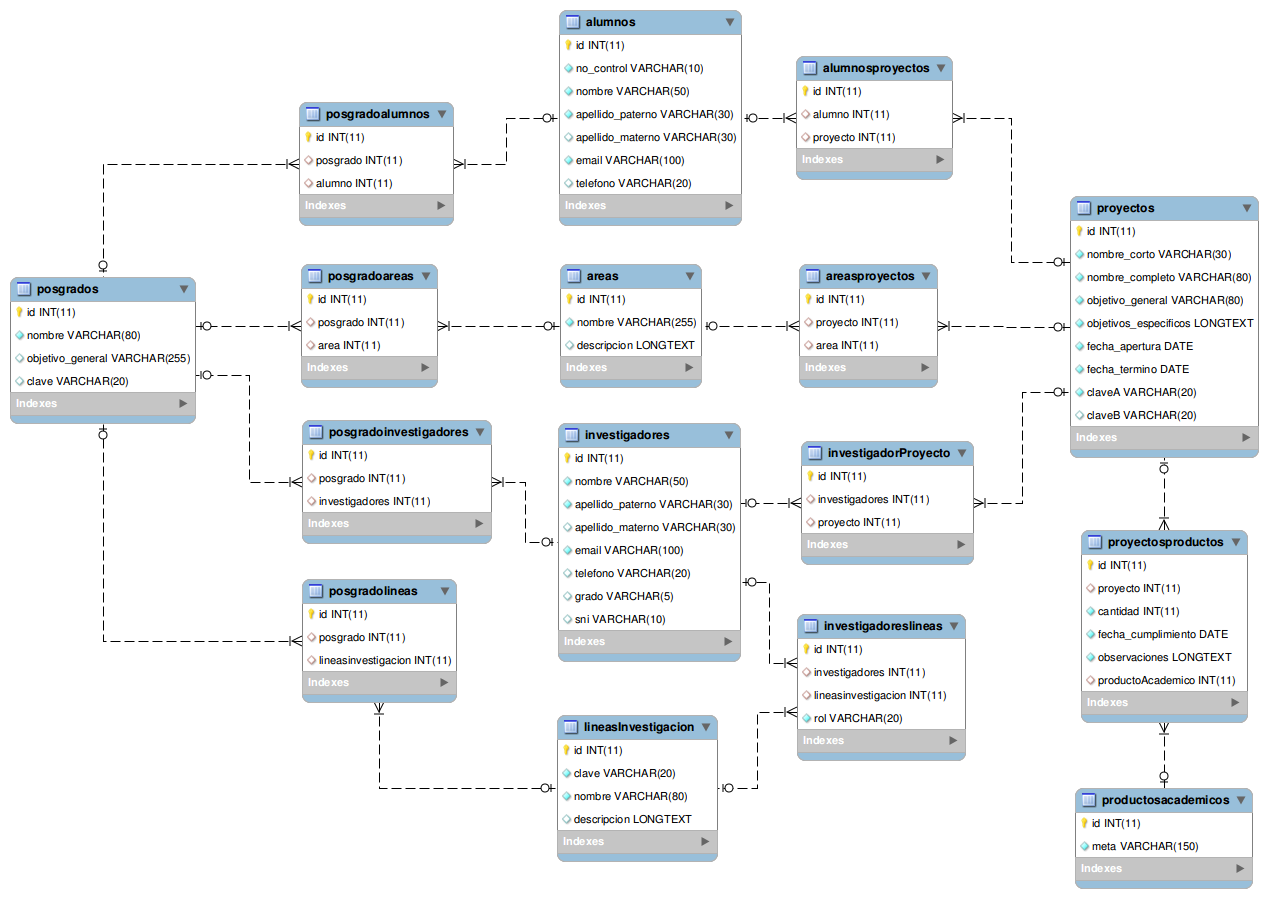 alumnos
id INT(11)
no_control VARCHAR(10)
nombre VARCHAR(50)
apellido_paterno VARCHAR(30)
apellido_materno VARCHAR(30)
email VARCHAR(100)
telefono VARCHAR(20)
Indexes
alumnosproyectos
id INT(11)
alumno INT(11)
proyecto INT(11)
Indexes
posgradoalumnos
id INT(11)
posgrado INT(11)
alumno INT(11)
Indexes
proyectos
id INT(11)
nombre_corto VARCHAR(30)
nombre_completo VARCHAR(80)
objetivo_general VARCHAR(80)
objetivos_especificos LONGTEXT
fecha_apertura DATE
fecha_termino DATE
claveA VARCHAR(20)
claveB VARCHAR(20)
Indexes
posgrados
id INT(11)
nombre VARCHAR(80)
objetivo_general VARCHAR(255)
clave VARCHAR(20)
Indexes
posgradoareas
id INT(11)
posgrado INT(11)
area INT(11)
Indexes
areas
id INT(11)
nombre VARCHAR(255)
descripcion LONGTEXT
Indexes
areasproyectos
id INT(11)
proyecto INT(11)
area INT(11)
Indexes
posgradoinvestigadores
id INT(11)
posgrado INT(11)
investigadores INT(11)
Indexes
investigadores
id INT(11)
nombre VARCHAR(50)
apellido_paterno VARCHAR(30)
apellido_materno VARCHAR(30)
email VARCHAR(100)
telefono VARCHAR(20)
grado VARCHAR(5)
sni VARCHAR(10)
Indexes
investigadorProyecto
id INT(11)
investigadores INT(11)
proyecto INT(11)
Indexes
proyectosproductos
id INT(11)
proyecto INT(11)
cantidad INT(11)
fecha_cumplimiento DATE
observaciones LONGTEXT
productoAcademico INT(11)
Indexes
posgradolineas
id INT(11)
posgrado INT(11)
lineasinvestigacion INT(11)
Indexes
investigadoreslineas
id INT(11)
investigadores INT(11)
lineasinvestigacion INT(11)
rol VARCHAR(20)
Indexes
lineasInvestigacion
id INT(11)
clave VARCHAR(20)
nombre VARCHAR(80)
descripcion LONGTEXT
Indexes
productosacademicos
id INT(11)
meta VARCHAR(150)
Indexes